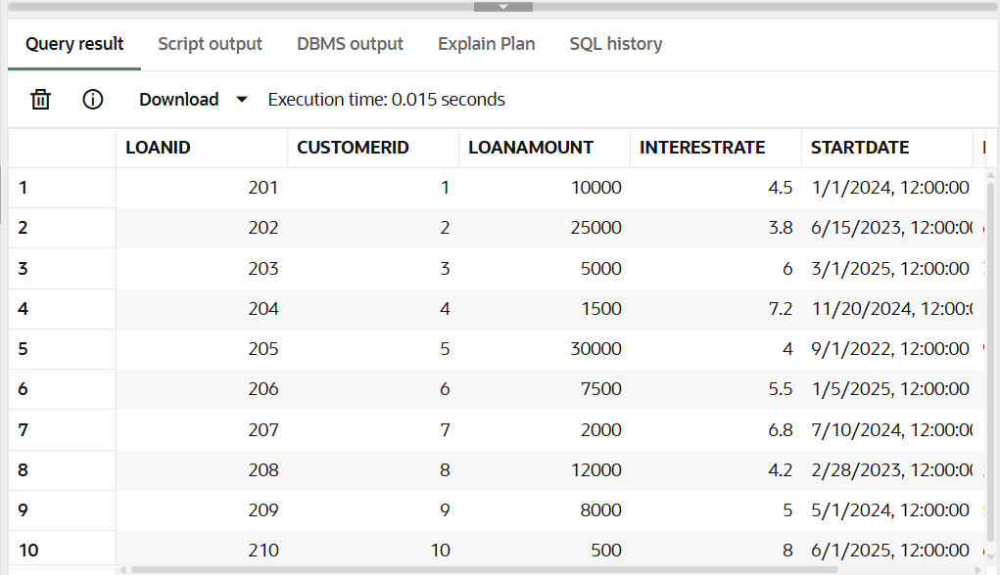 Query result Script output DBMS output Explain Plan SQL history
Download Execution time: 0.015 seconds
LOANID CUSTOMERID LOANAMOUNT INTERESTRATE STARTDATE
1 201 1 10000 4.5 1/1/2024, 12:00:00
2 202 2 25000 3.8 6/15/2023, 12:00:00
3 203 3 5000 6 3/1/2025, 12:00:00
4 204 4 1500 7.2 11/20/2024, 12:00:
5 205 5 30000 4 9/1/2022, 12:00:00
6 206 6 7500 5.5 1/5/2025, 12:00:00
7 207 7 2000 6.8 7/10/2024, 12:00:00
8 208 8 12000 4.2 2/28/2023, 12:00:00
9 209 9 8000 5 5/1/2024, 12:00:00
10 210 10 500 8 6/1/2025, 12:00:00